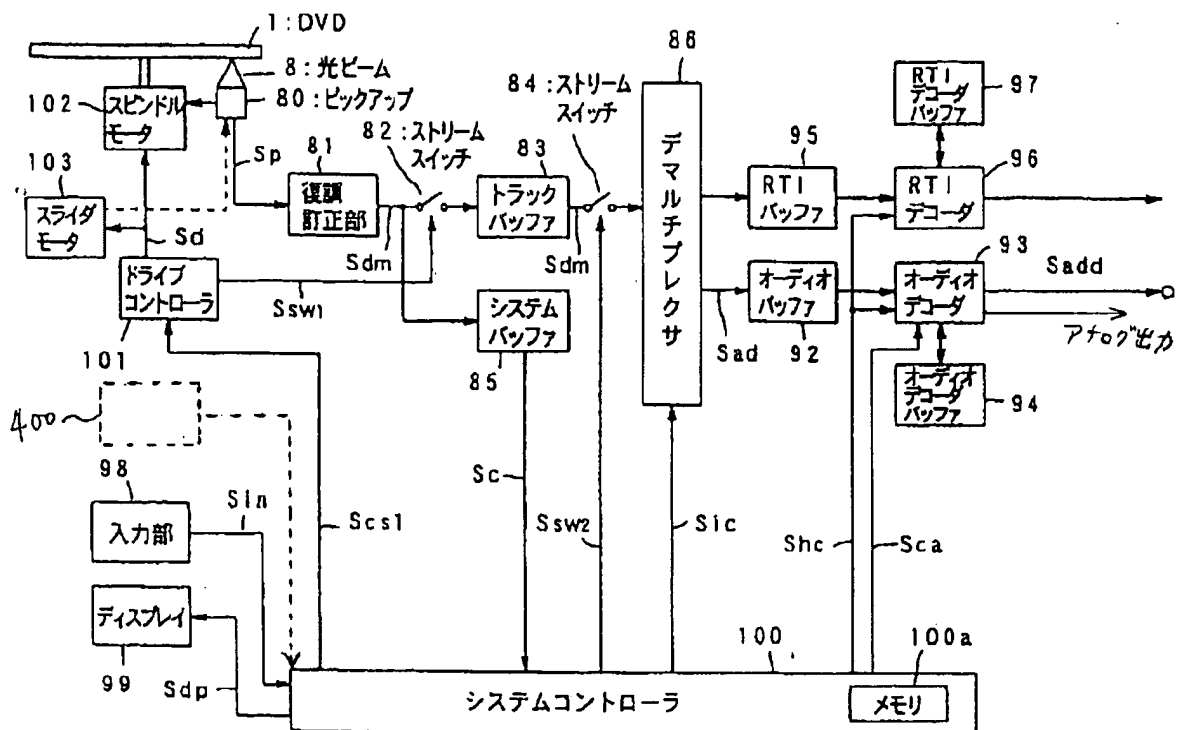 1:DVD
8:光ビーム
80:ピックアップ
102
スピンドル
モータ
103
スライダ
モータ
Sp
81
復調
訂正部
82:ストリーム
スイッチ
Sdm
83
トラック
バッファ
84:ストリーム
スイッチ
Sdm
86
デマルチプレクサ
95
RTI
バッファ
RTI
デコーダ
バッファ
97
RTI
デコーダ
96
Sd
ドライブ
コントローラ
101
Ssw1
システム
バッファ
85
Sad
オーディオ
バッファ
92
オーディオ
デコーダ
93
Sadd
アナログ出力
オーディオ
デコーダ
バッファ
94
400
98
入力部
Sin
ディスプレイ
99
Sdp
Scs1
Sc
Ssw2
Sic
Shc
Sca
100
システムコントローラ
100a
メモリ